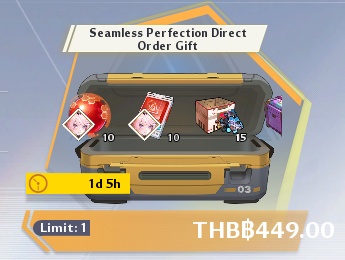 Seamless Perfection Direct
Order Gift
10
10
15
1d 5h
03
Limit: 1
THB฿449.00